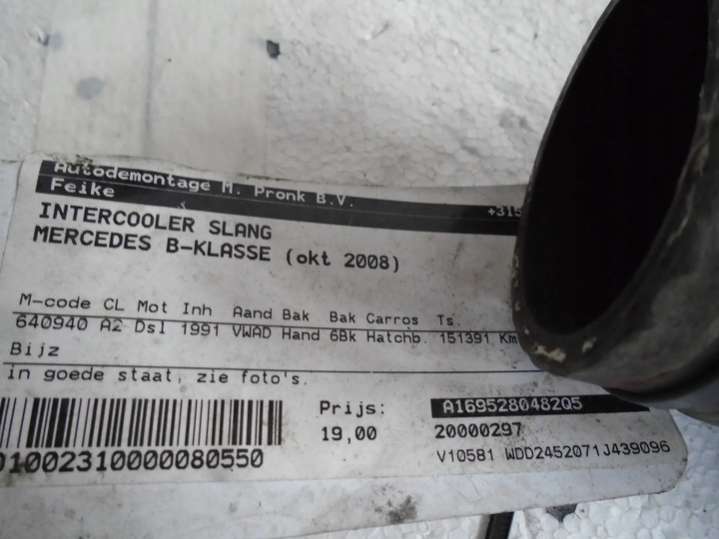 Autodemontage M. Pronk B.V.
Feike +315
INTERCOOLER SLANG
MERCEDES B-KLASSE (okt 2008)
M-code CL Mot Inh Aand Bak Bak Carros Ts.
640940 A2 Dsl 1991 VWAD Hand 6Bk Hatchb. 151391 Km
Bijz
in goede staat, zie foto's.
Prijs: A1695280482Q5
19,00 20000297
01002310000080550 V10581 WDD2452071J439096